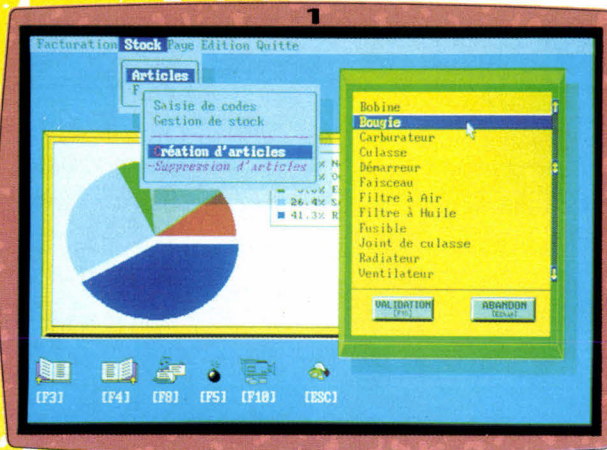 1
Facturation Stock Page Edition Quitte
Articles
F
Saisie de codes
Gestion de stock
Création d'articles
Suppression d'articles
26.4%
41.3% R
Bobine
Bougie
Carburateur
Culasse
Démarreur
Faisceau
Filtre à Air
Filtre à Huile
Fusible
Joint de culasse
Radiateur
Ventilateur
VALIDATION
ABANDON
[F3] [F4] [F8] [F5] [F10] [ESC]